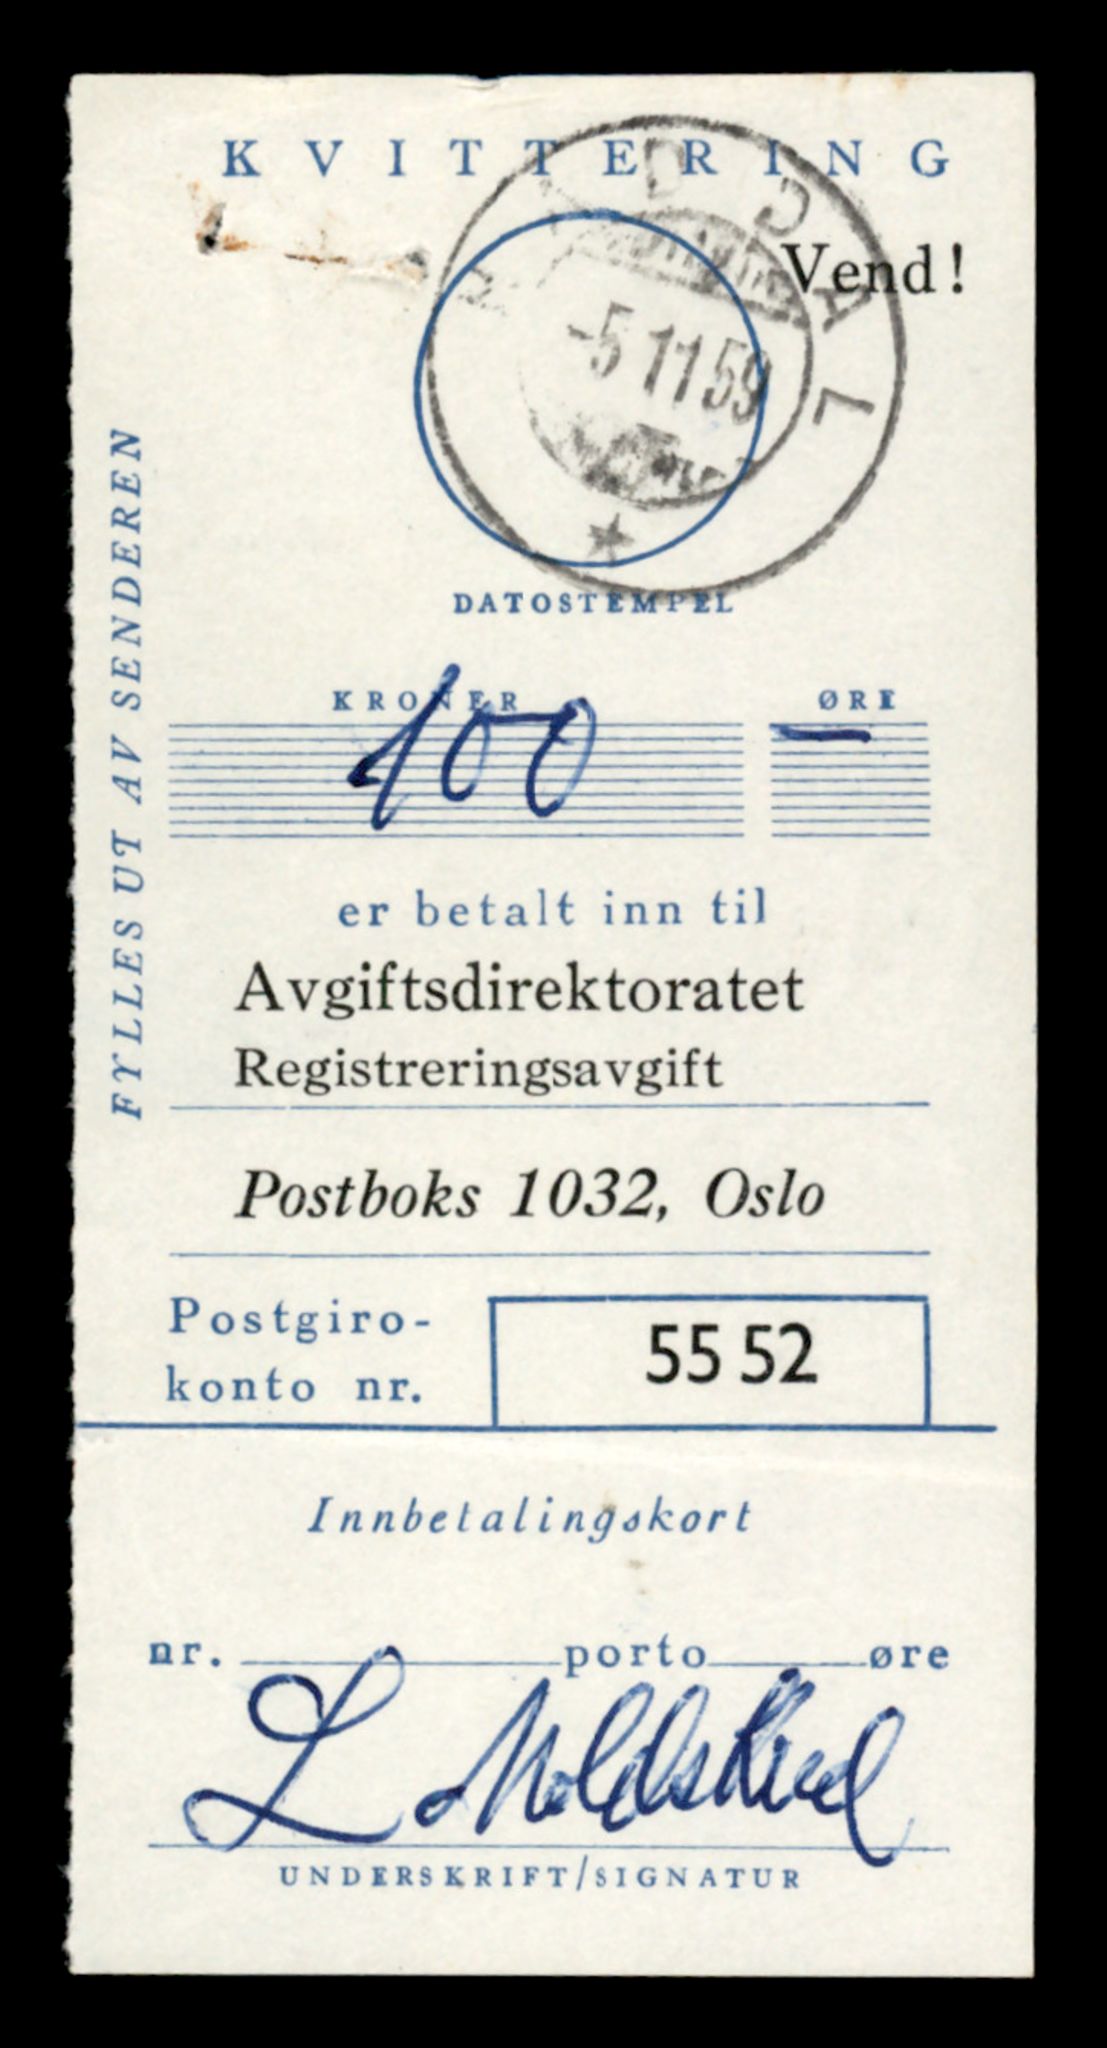 KVITTERING
Vend!
-5 11 59
DATOSTEMPEL
FYLLES UT AV SENDEREN
KRONER ØRE
100 —
er betalt inn til
Avgiftsdirektoratet
Registreringsavgift
Postboks 1032, Oslo
Postgiro-
konto nr.
55 52
Innbetalingskort
nr. porto øre
L
UNDERSKRIFT/SIGNATUR